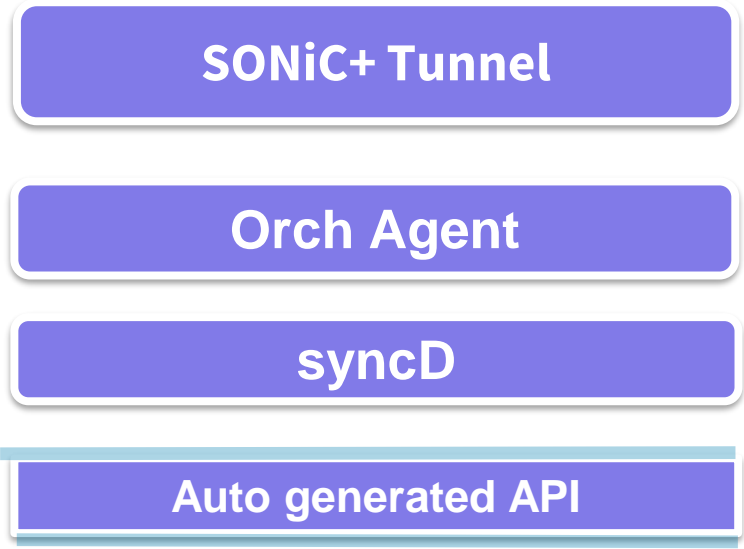 SONiC+ Tunnel
Orch Agent
syncD
Auto generated API